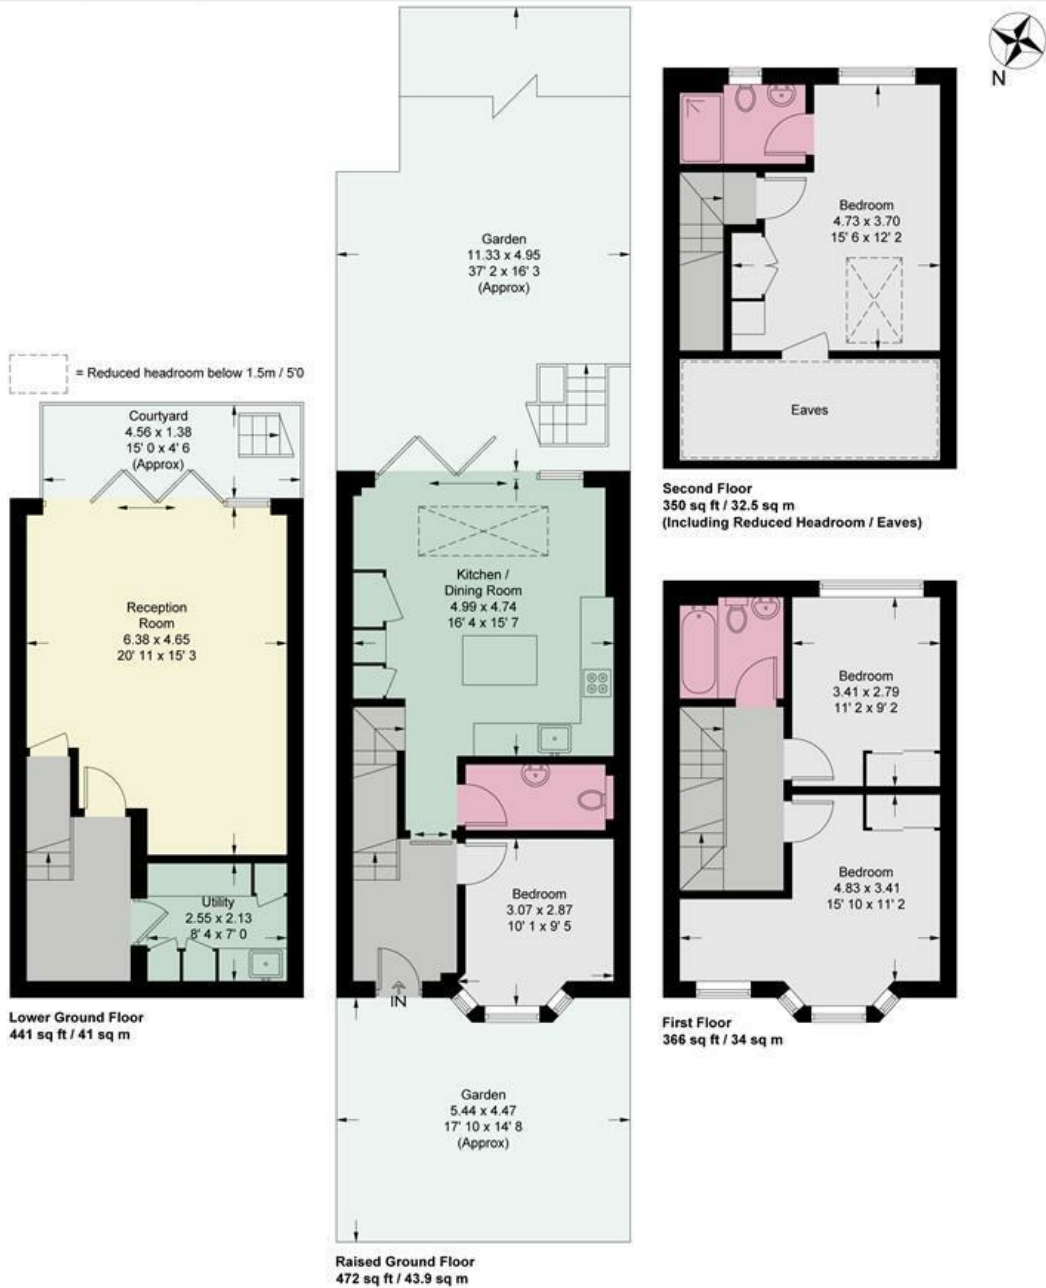 N
Bedroom
4.73 x 3.70
15' 6 x 12' 2
Eaves
Second Floor
350 sq ft / 32.5 sq m
(Including Reduced Headroom / Eaves)
Garden
11.33 x 4.95
37' 2 x 16' 3
(Approx)
= Reduced headroom below 1.5m / 5'0
Courtyard
4.56 x 1.38
15' 0 x 4' 6
(Approx)
Reception
Room
6.38 x 4.65
20' 11 x 15' 3
Utility
2.55 x 2.13
8' 4 x 7' 0
Lower Ground Floor
441 sq ft / 41 sq m
Kitchen /
Dining Room
4.99 x 4.74
16' 4 x 15' 7
Bedroom
3.07 x 2.87
10' 1 x 9' 5
IN
Garden
5.44 x 4.47
17' 10 x 14' 8
(Approx)
Raised Ground Floor
472 sq ft / 43.9 sq m
Bedroom
3.41 x 2.79
11' 2 x 9' 2
Bedroom
4.83 x 3.41
15' 10 x 11' 2
First Floor
366 sq ft / 34 sq m